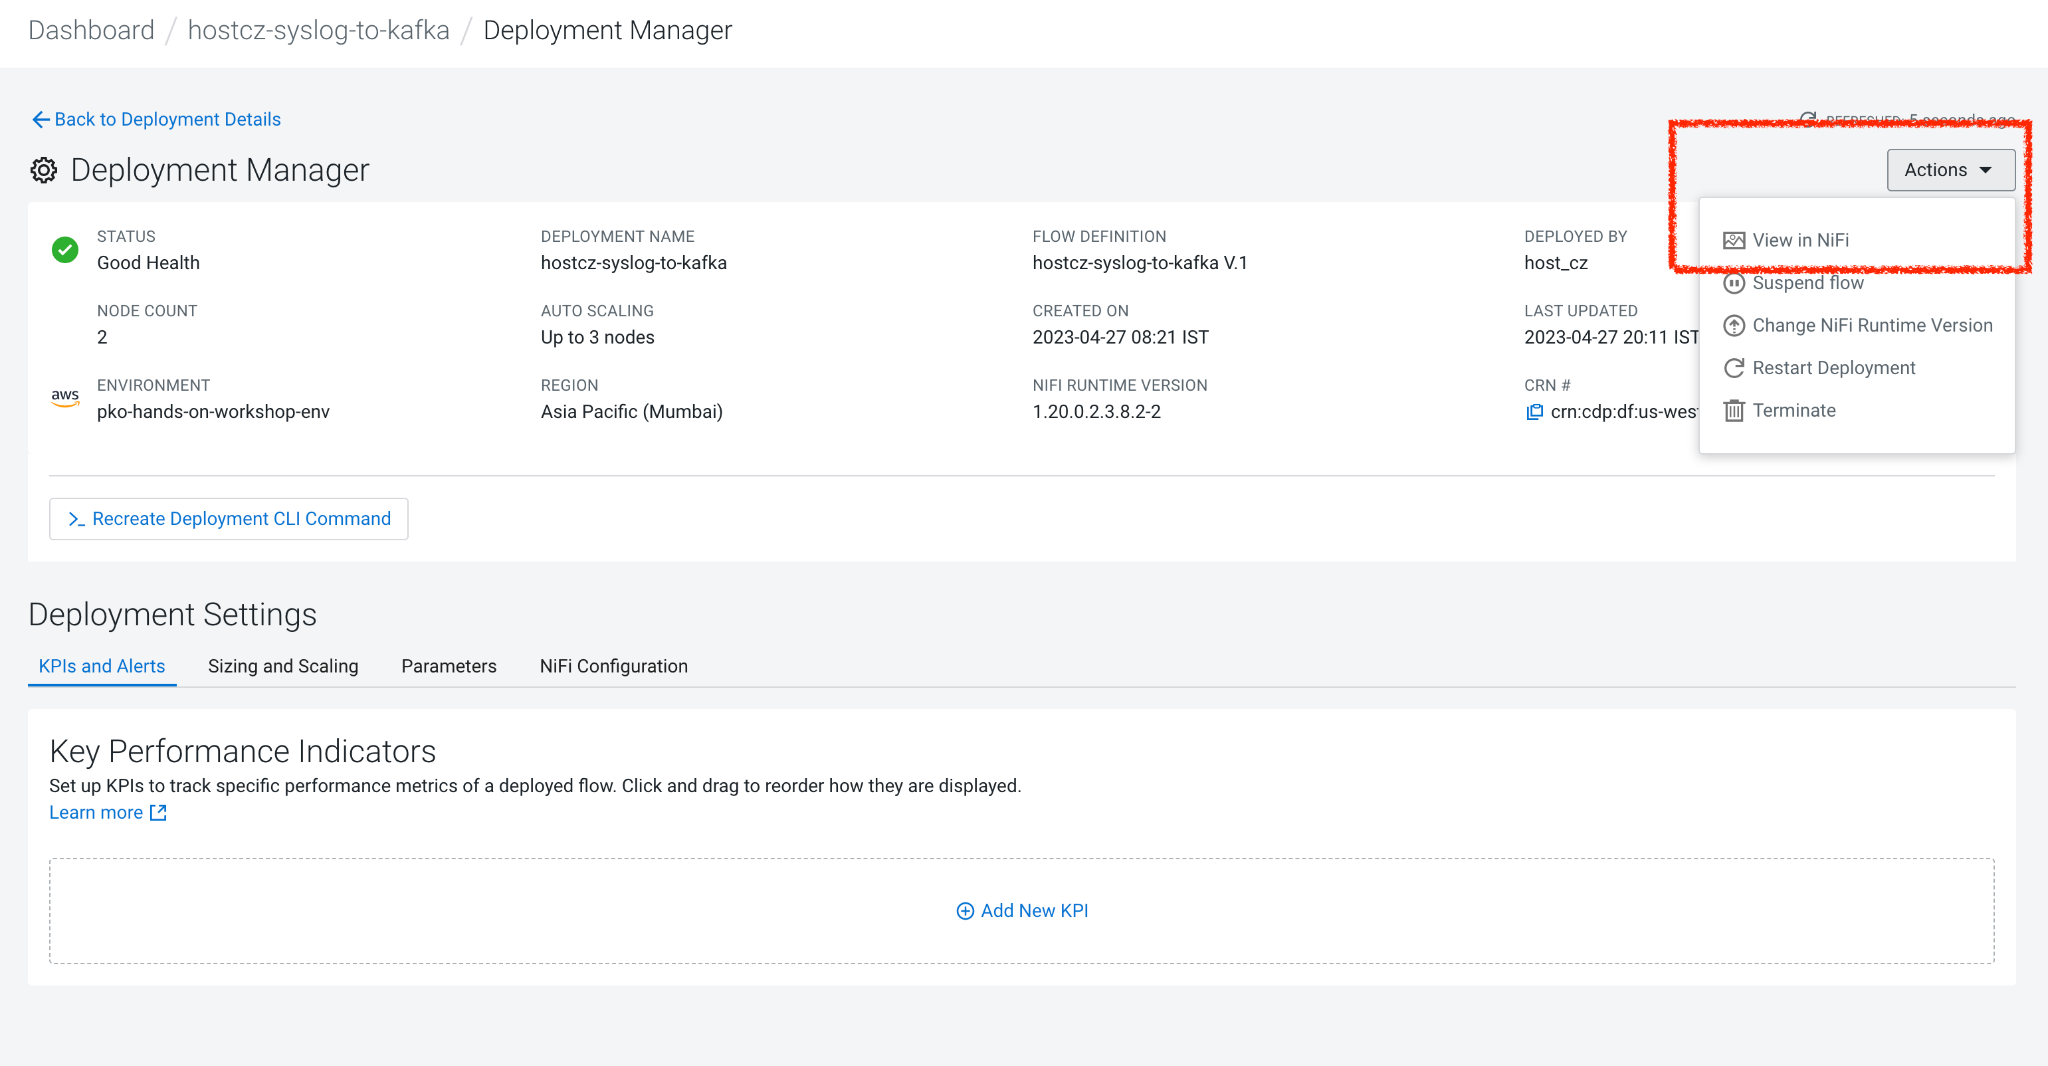 Dashboard / hostcz-syslog-to-kafka / Deployment Manager
Back to Deployment Details
REFRESHED: 5 seconds ago
Deployment Manager
Actions
STATUS
Good Health
DEPLOYMENT NAME
hostcz-syslog-to-kafka
FLOW DEFINITION
hostcz-syslog-to-kafka V.1
DEPLOYED BY
host_cz
NODE COUNT
2
AUTO SCALING
Up to 3 nodes
CREATED ON
2023-04-27 08:21 IST
LAST UPDATED
2023-04-27 20:11 IST
aws
ENVIRONMENT
pko-hands-on-workshop-env
REGION
Asia Pacific (Mumbai)
NIFI RUNTIME VERSION
1.20.0.2.3.8.2-2
CRN #
crn:cdp:df:us-west
View in NiFi
Suspend flow
Change NiFi Runtime Version
Restart Deployment
Terminate
>_ Recreate Deployment CLI Command
Deployment Settings
KPIs and Alerts
Sizing and Scaling
Parameters
NiFi Configuration
Key Performance Indicators
Set up KPIs to track specific performance metrics of a deployed flow. Click and drag to reorder how they are displayed.
Learn more
Add New KPI